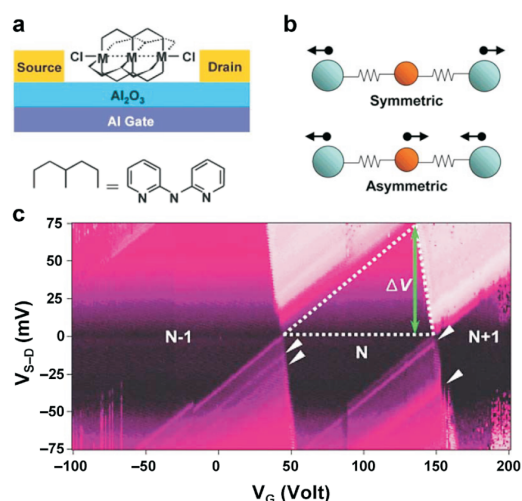 a
Cl M M M Cl
Source Drain
Al₂O₃
Al Gate
= N N N
b
Symmetric
Asymmetric
c
V_S–D (mV)
75
50
25
0
−25
−50
−75
ΔV
N-1 N N+1
−100 −50 0 50 100 150 200
V_G (Volt)